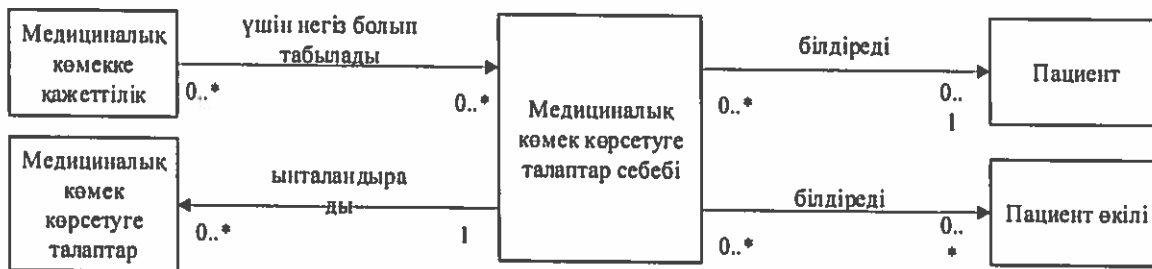 Медициналық
көмекке
қажеттілік
үшін негіз болып
табылады
0..*
0..*
Медициналық
көмек көрсетуге
талаптар себебі
білдіреді
0..*
0..
1
Пациент
Медициналық
көмек
көрсетуге
талаптар
ынталандыра
ды
0..*
1
білдіреді
0..*
0..
*
Пациент өкілі